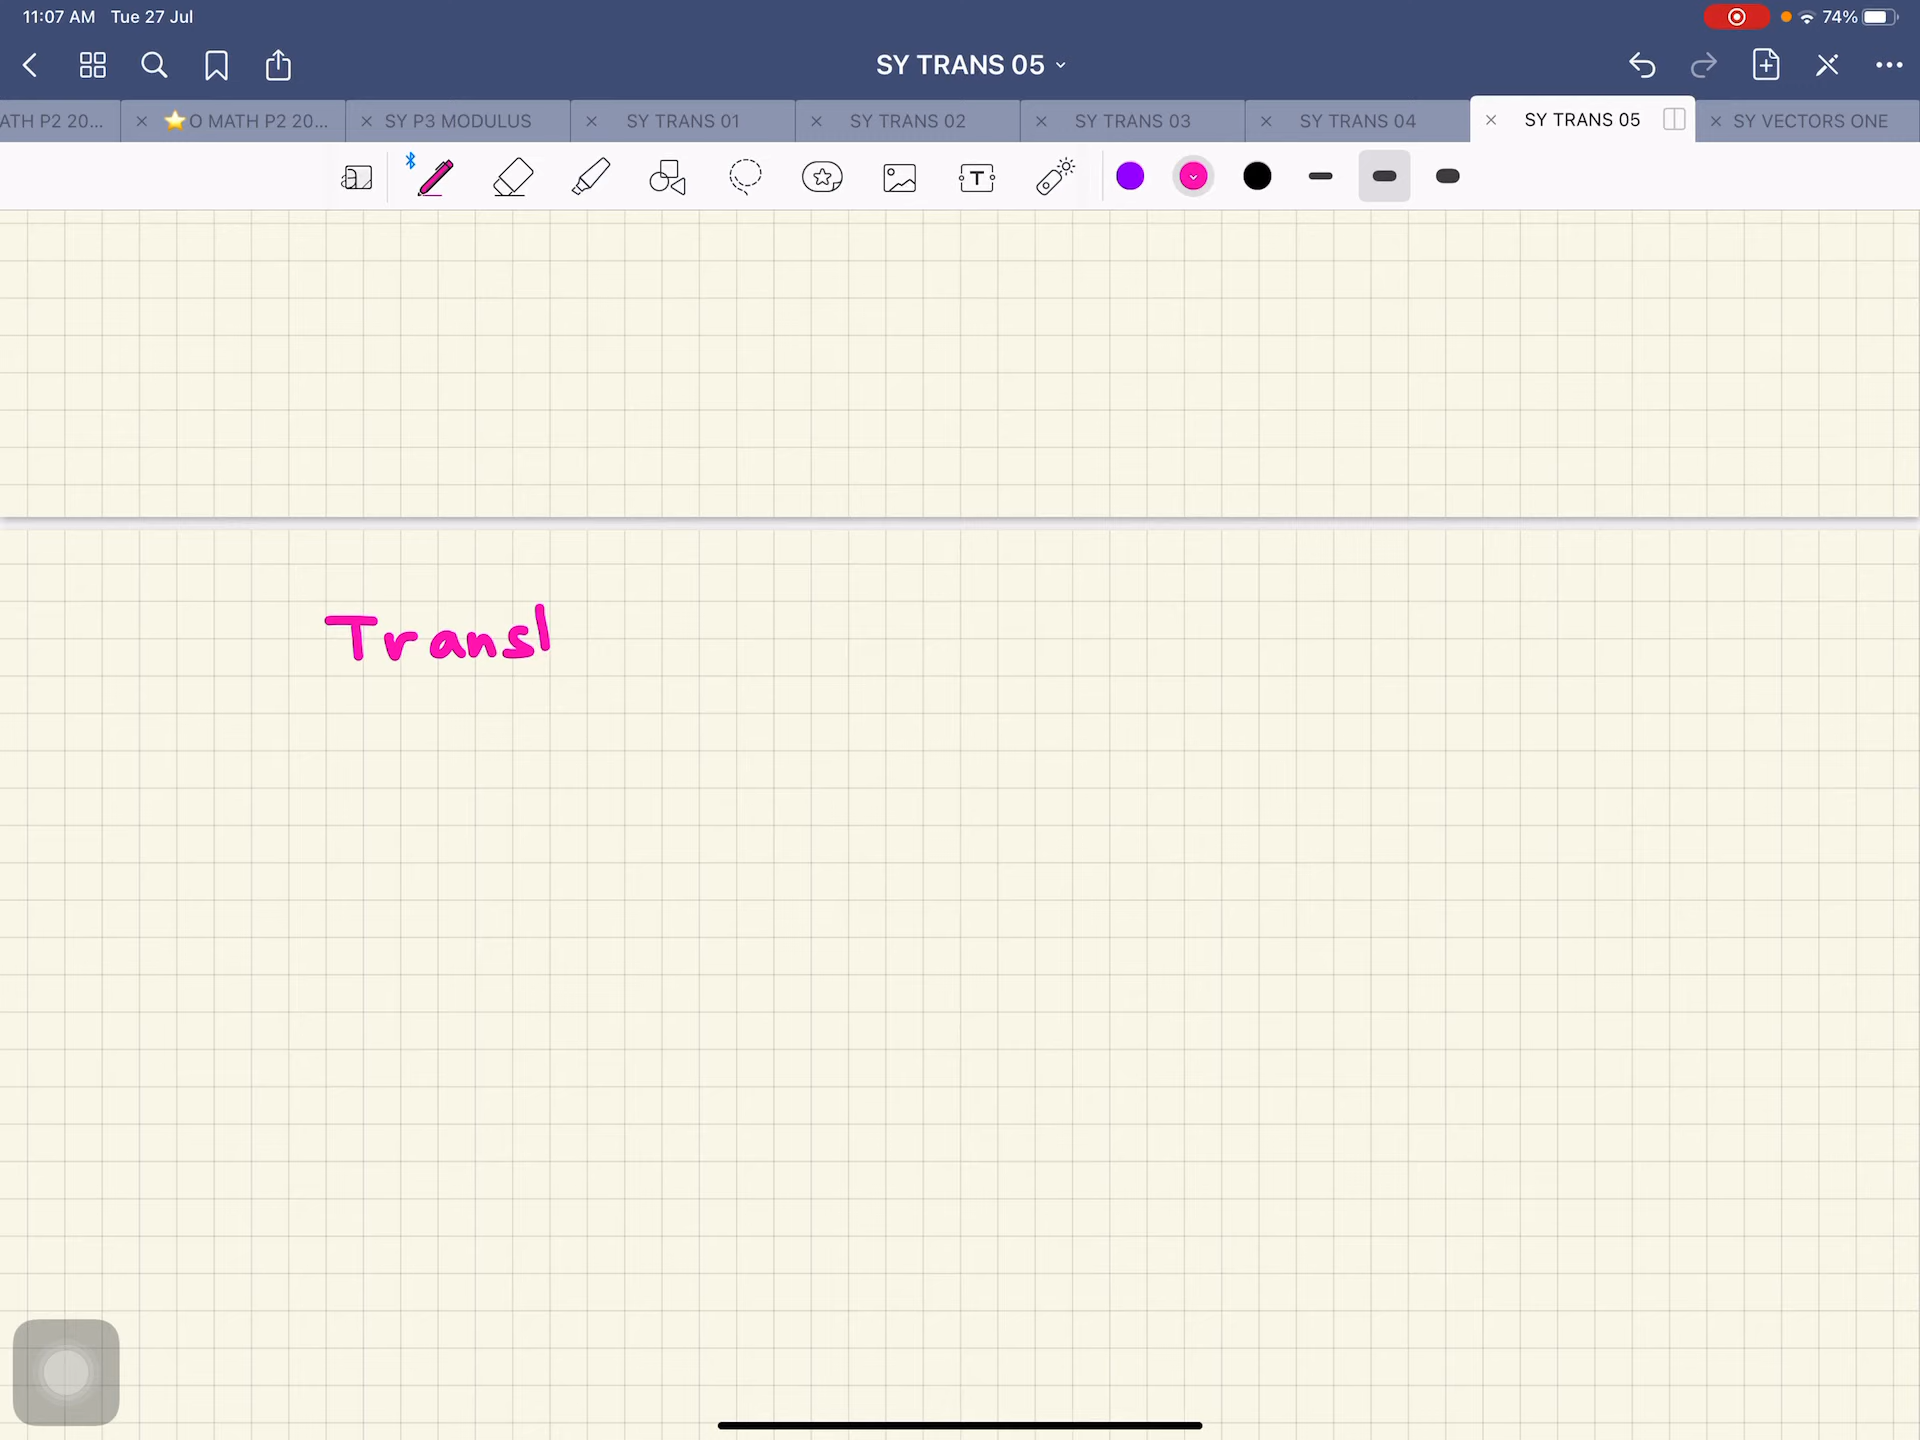 11:07 AM Tue 27 Jul 74%
SY TRANS 05
ATH P2 20... ⭐O MATH P2 20... SY P3 MODULUS SY TRANS 01 SY TRANS 02 SY TRANS 03 SY TRANS 04 SY TRANS 05 SY VECTORS ONE
Transl